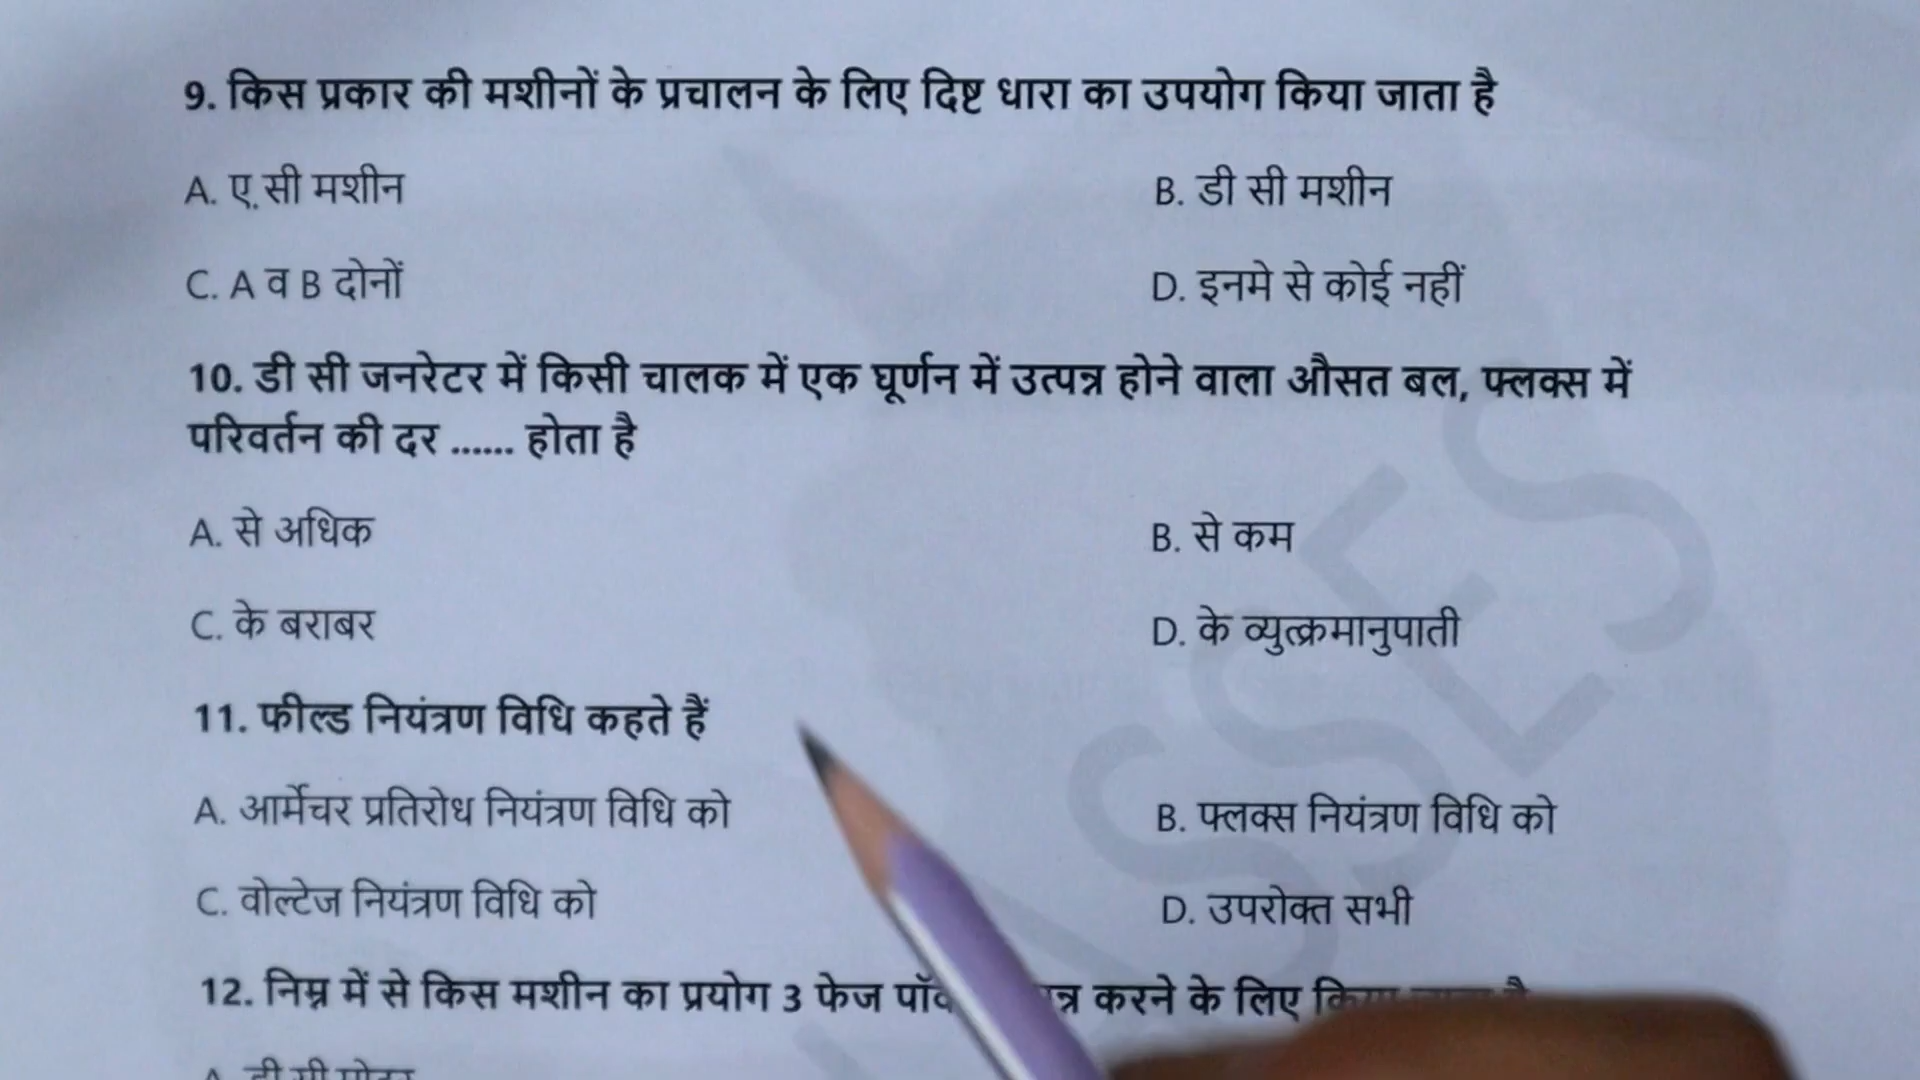 9. किस प्रकार की मशीनों के प्रचालन के लिए दिष्ट धारा का उपयोग किया जाता है
A. ए.सी मशीन
B. डी सी मशीन
C. A व B दोनों
D. इनमे से कोई नहीं
10. डी सी जनरेटर में किसी चालक में एक घूर्णन में उत्पन्न होने वाला औसत बल, फ्लक्स में
परिवर्तन की दर ...... होता है
A. से अधिक
B. से कम
C. के बराबर
D. के व्युत्क्रमानुपाती
11. फील्ड नियंत्रण विधि कहते हैं
A. आर्मेचर प्रतिरोध नियंत्रण विधि को
B. फ्लक्स नियंत्रण विधि को
C. वोल्टेज नियंत्रण विधि को
D. उपरोक्त सभी
12. निम्न में से किस मशीन का प्रयोग 3 फेज करने के लिए